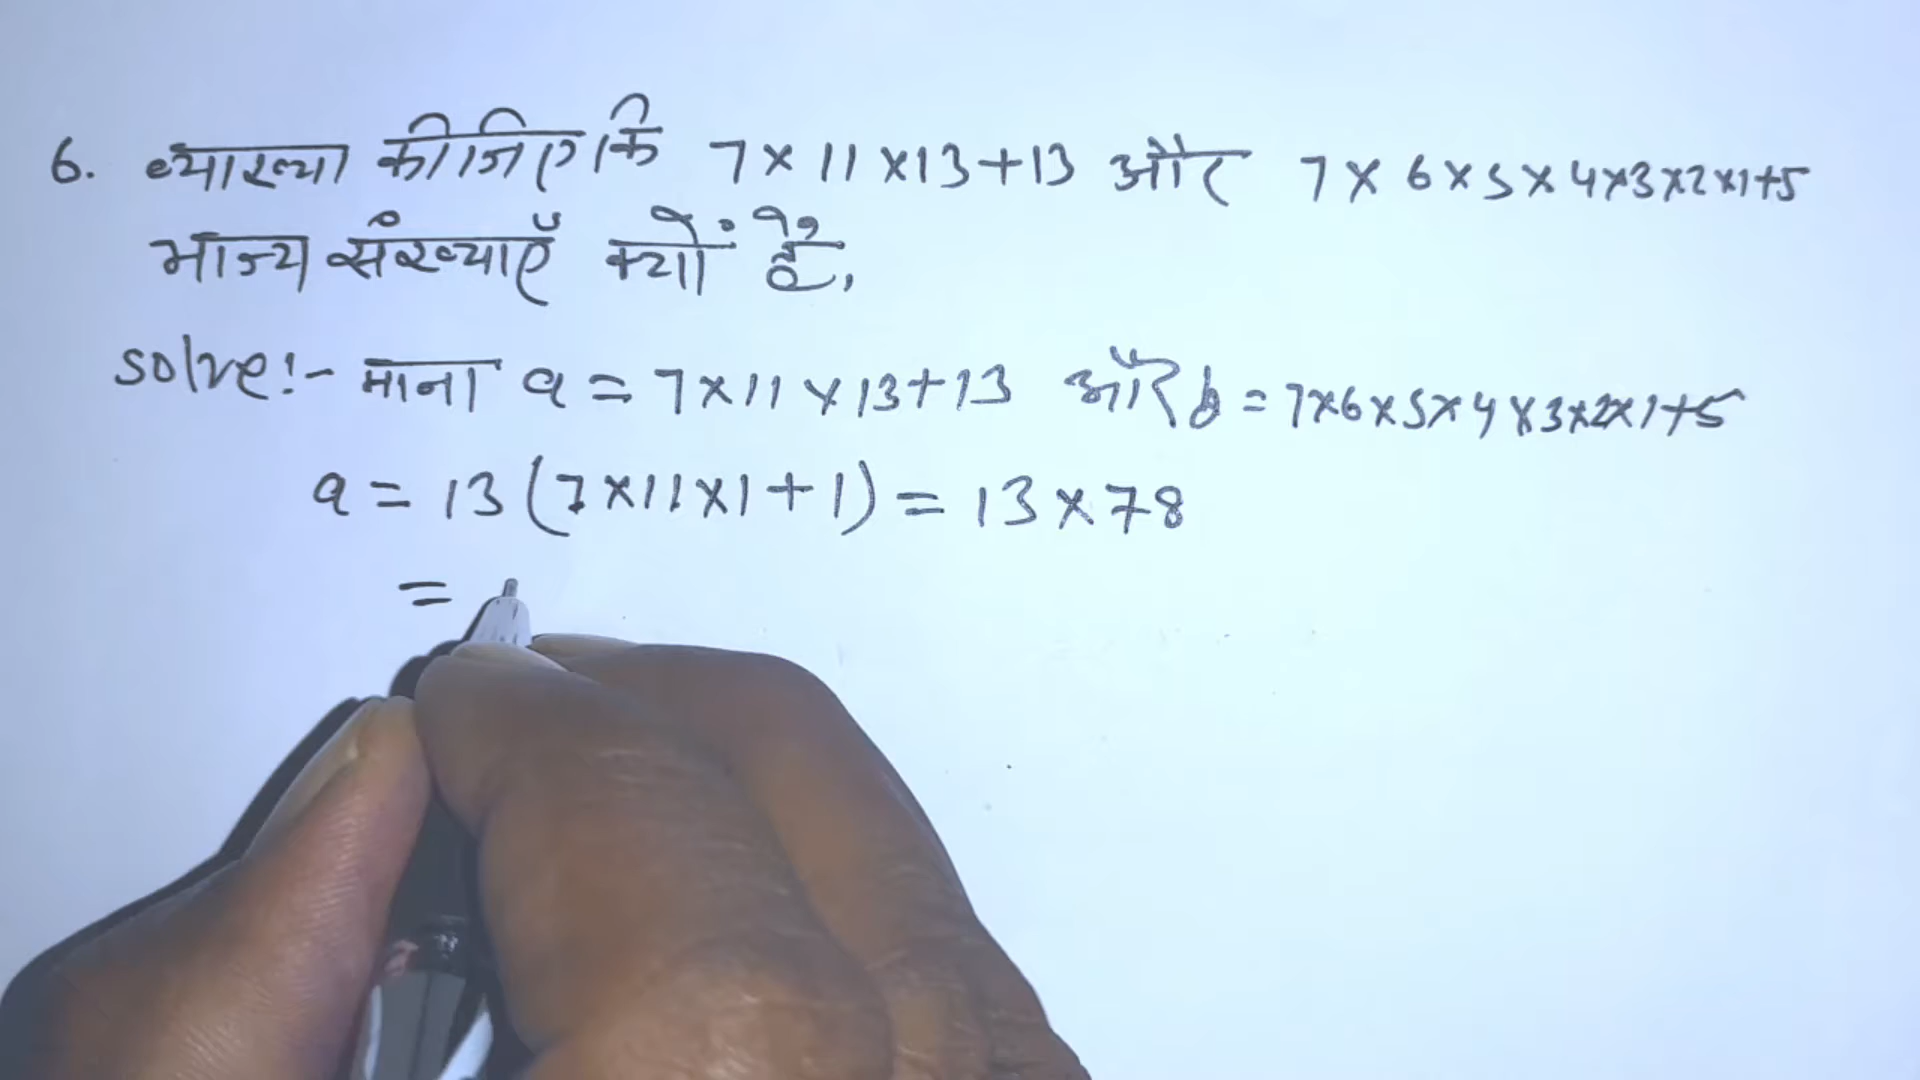 6. व्याख्या कीजिए कि 7×11×13+13 और 7×6×5×4×3×2×1+5
भाज्य संख्याएँ क्यों हैं,
solve:- माना a = 7×11×13+13 और b = 7×6×5×4×3×2×1+5
a = 13(7×11×1+1) = 13×78
=